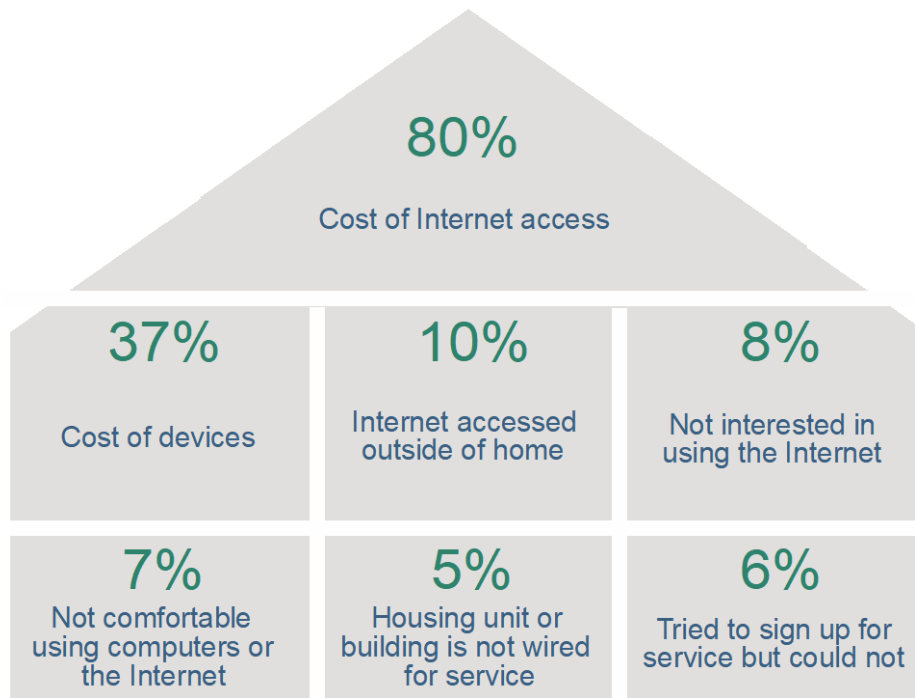 80%
Cost of Internet access
37%
Cost of devices
10%
Internet accessed
outside of home
8%
Not interested in
using the Internet
7%
Not comfortable
using computers or
the Internet
5%
Housing unit or
building is not wired
for service
6%
Tried to sign up for
service but could not